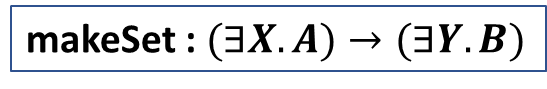 makeSet : (∃X. A) → (∃Y. B)